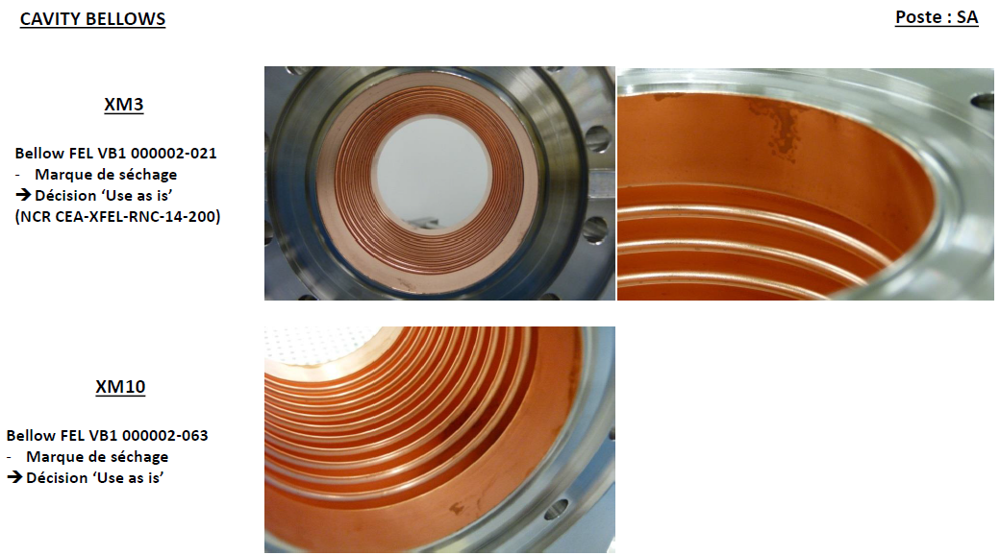 CAVITY BELLOWS
Poste : SA
XM3
Bellow FEL VB1 000002-021
- Marque de séchage
➔ Décision ‘Use as is’
(NCR CEA-XFEL-RNC-14-200)
XM10
Bellow FEL VB1 000002-063
- Marque de séchage
➔ Décision ‘Use as is’